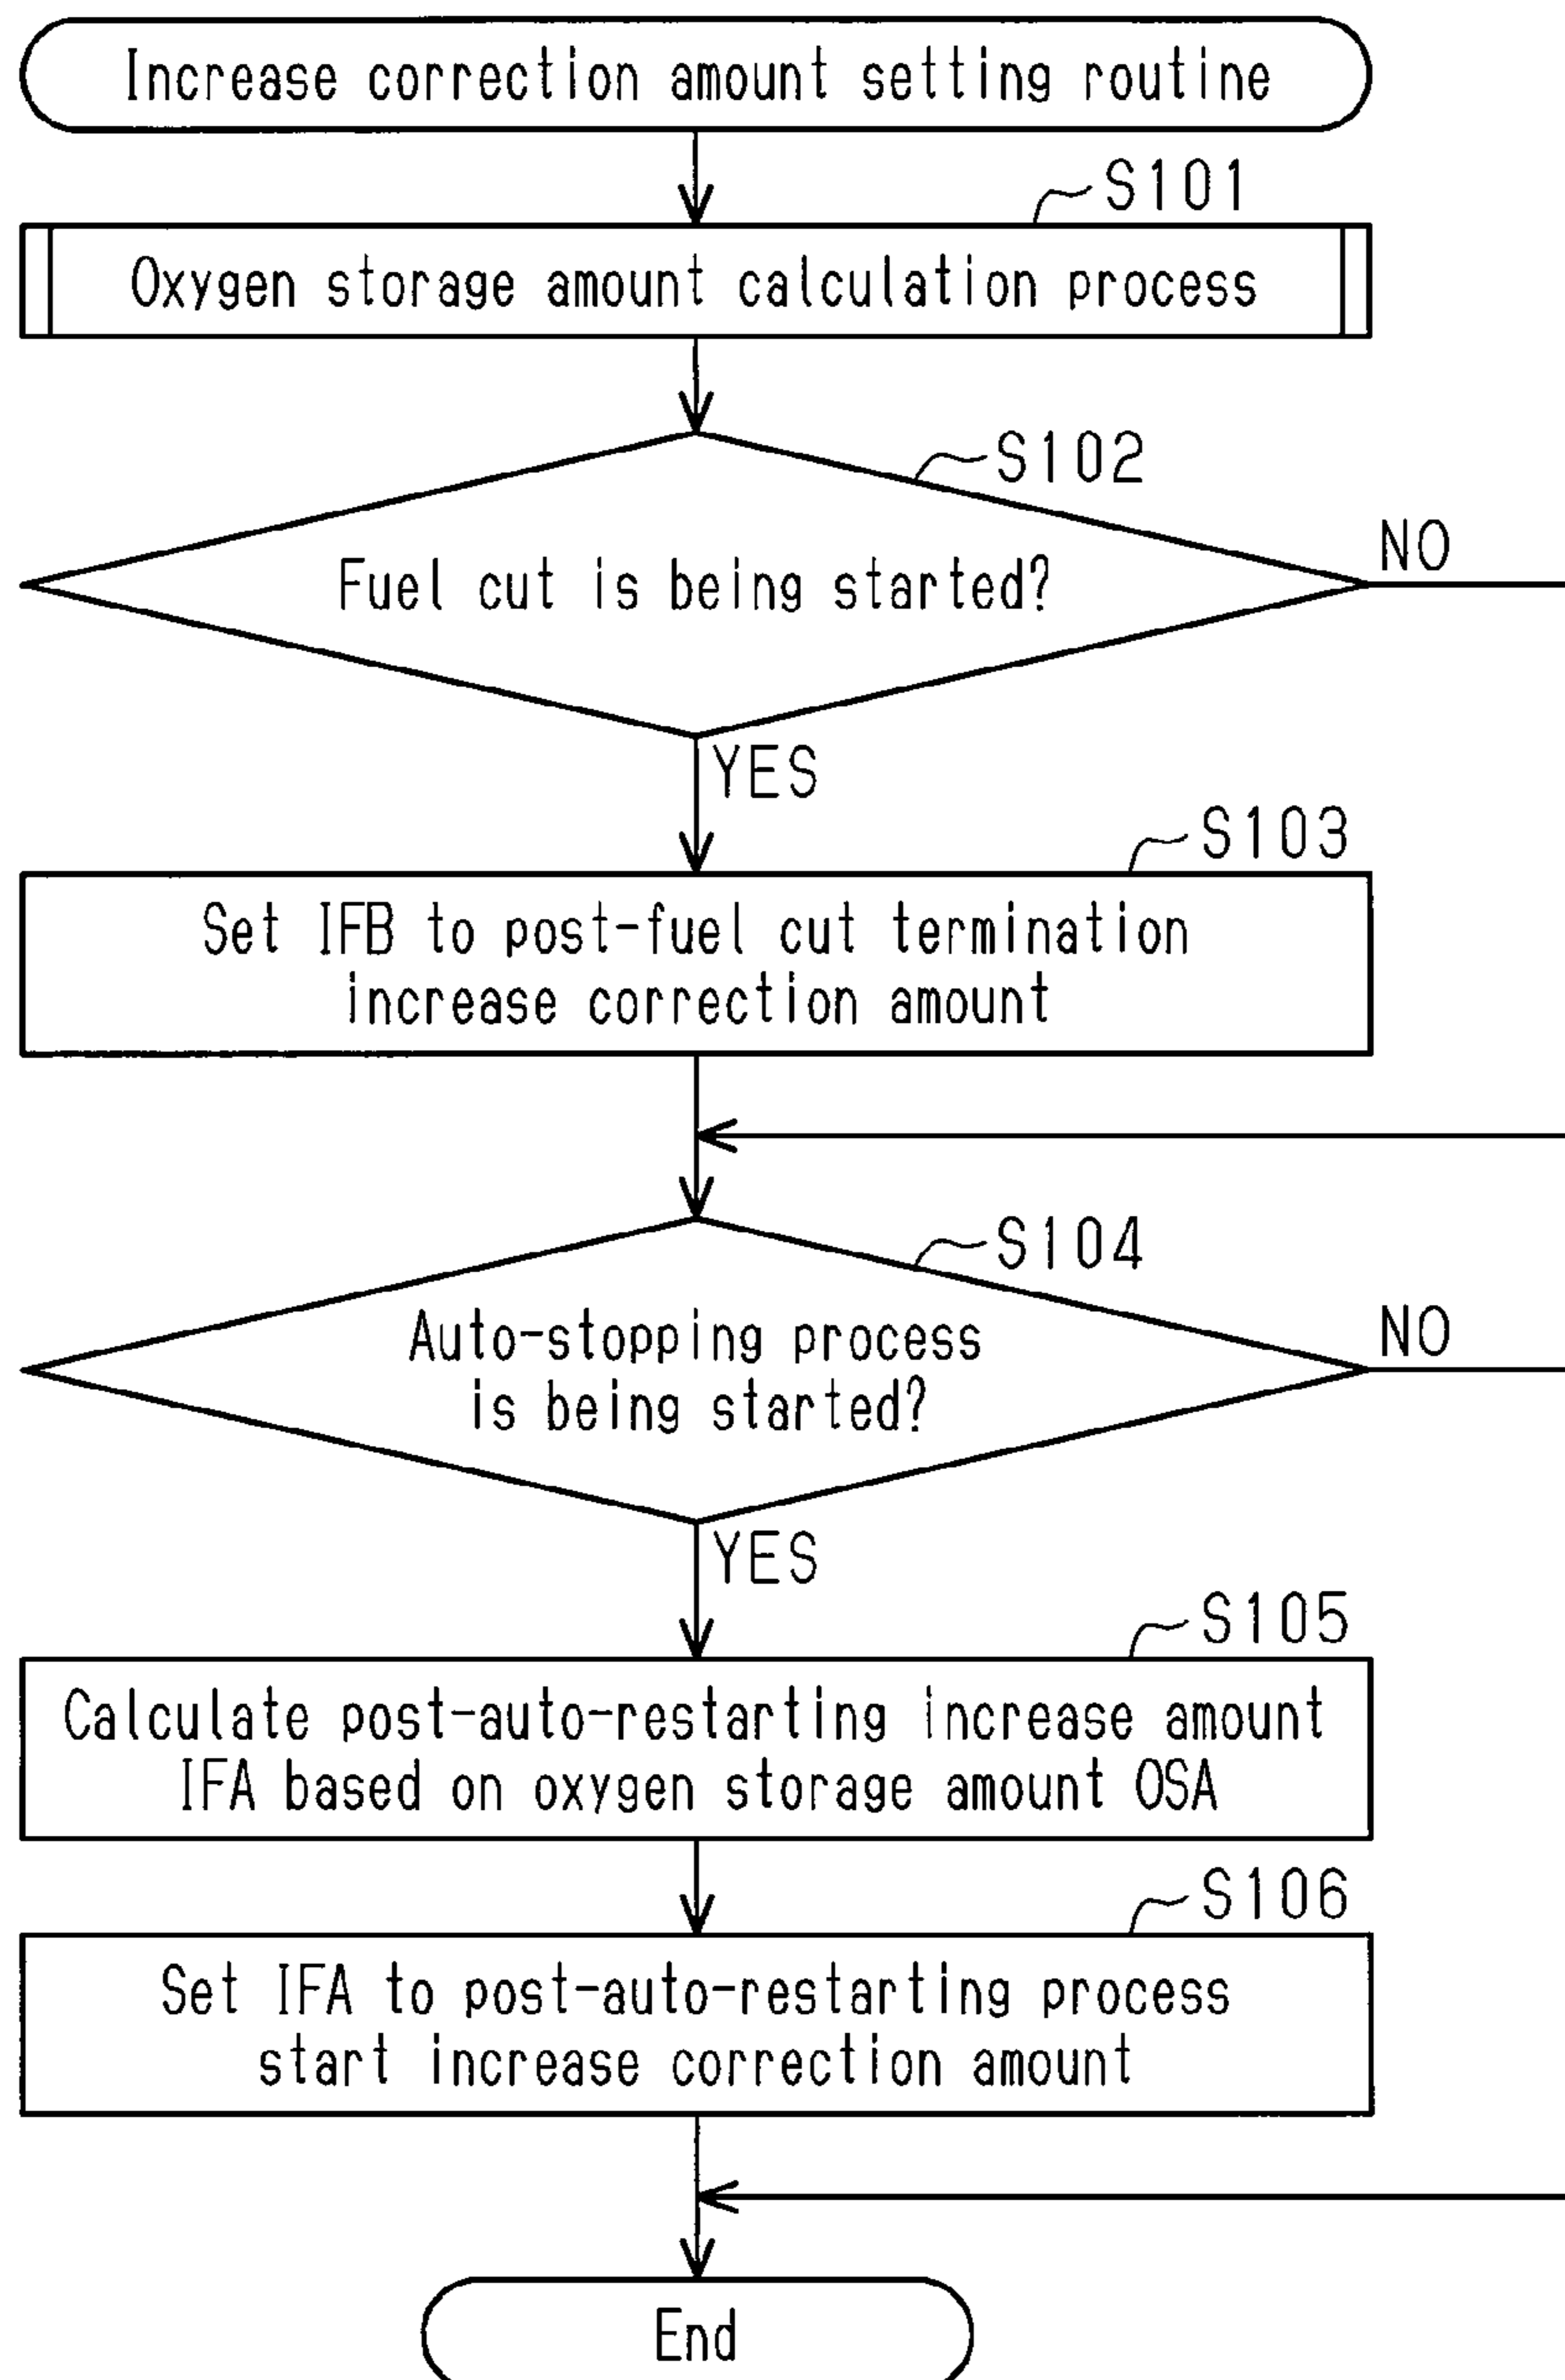 Increase correction amount setting routine
S101
Oxygen storage amount calculation process
S102
Fuel cut is being started?
NO
YES
S103
Set IFB to post-fuel cut termination
increase correction amount
S104
Auto-stopping process
is being started?
NO
YES
S105
Calculate post-auto-restarting increase amount
IFA based on oxygen storage amount OSA
S106
Set IFA to post-auto-restarting process
start increase correction amount
End